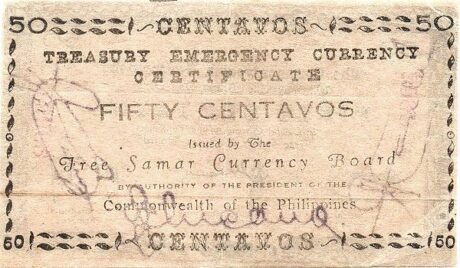 50 CENTAVOS 50
TREASURY EMERGENCY CURRENCY
CERTIFICATE
FIFTY CENTAVOS
Issued by The
Free Samar Currency Board
BY AUTHORITY OF THE PRESIDENT OF THE
Commonwealth of the Philippines
50 CENTAVOS 50